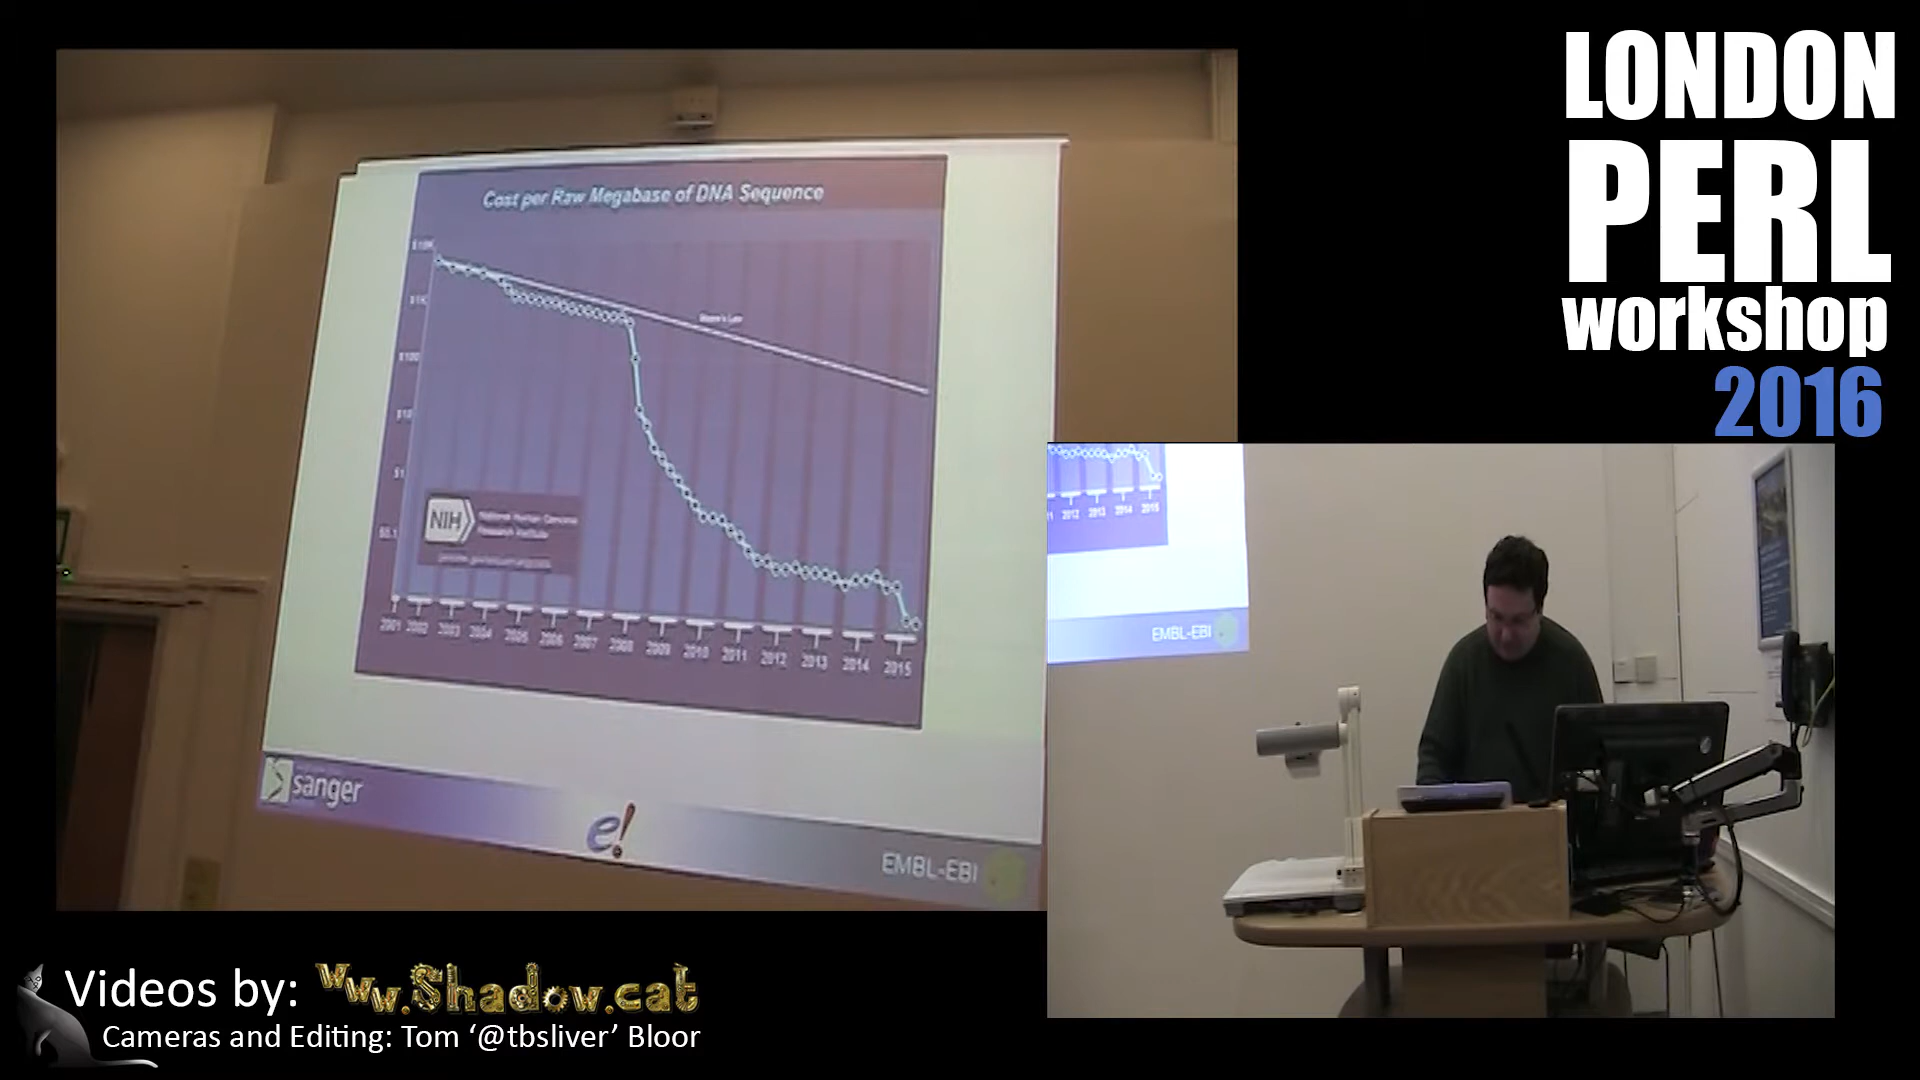 LONDON
PERL
workshop
2016
Cost per Raw Megabase of DNA Sequence
$10K
$1K
Moore's Law
$100
$10
$1
$0.1
NIH
National Human Genome
Research Institute
2001 2002 2003 2004 2005 2006 2007 2008 2009 2010 2011 2012 2013 2014 2015
sanger
e!
EMBL-EBI
2012 2013 2014 2015
EMBL-EBI
Videos by: www.Shadow.cat
Cameras and Editing: Tom ‘@tbsliver’ Bloor